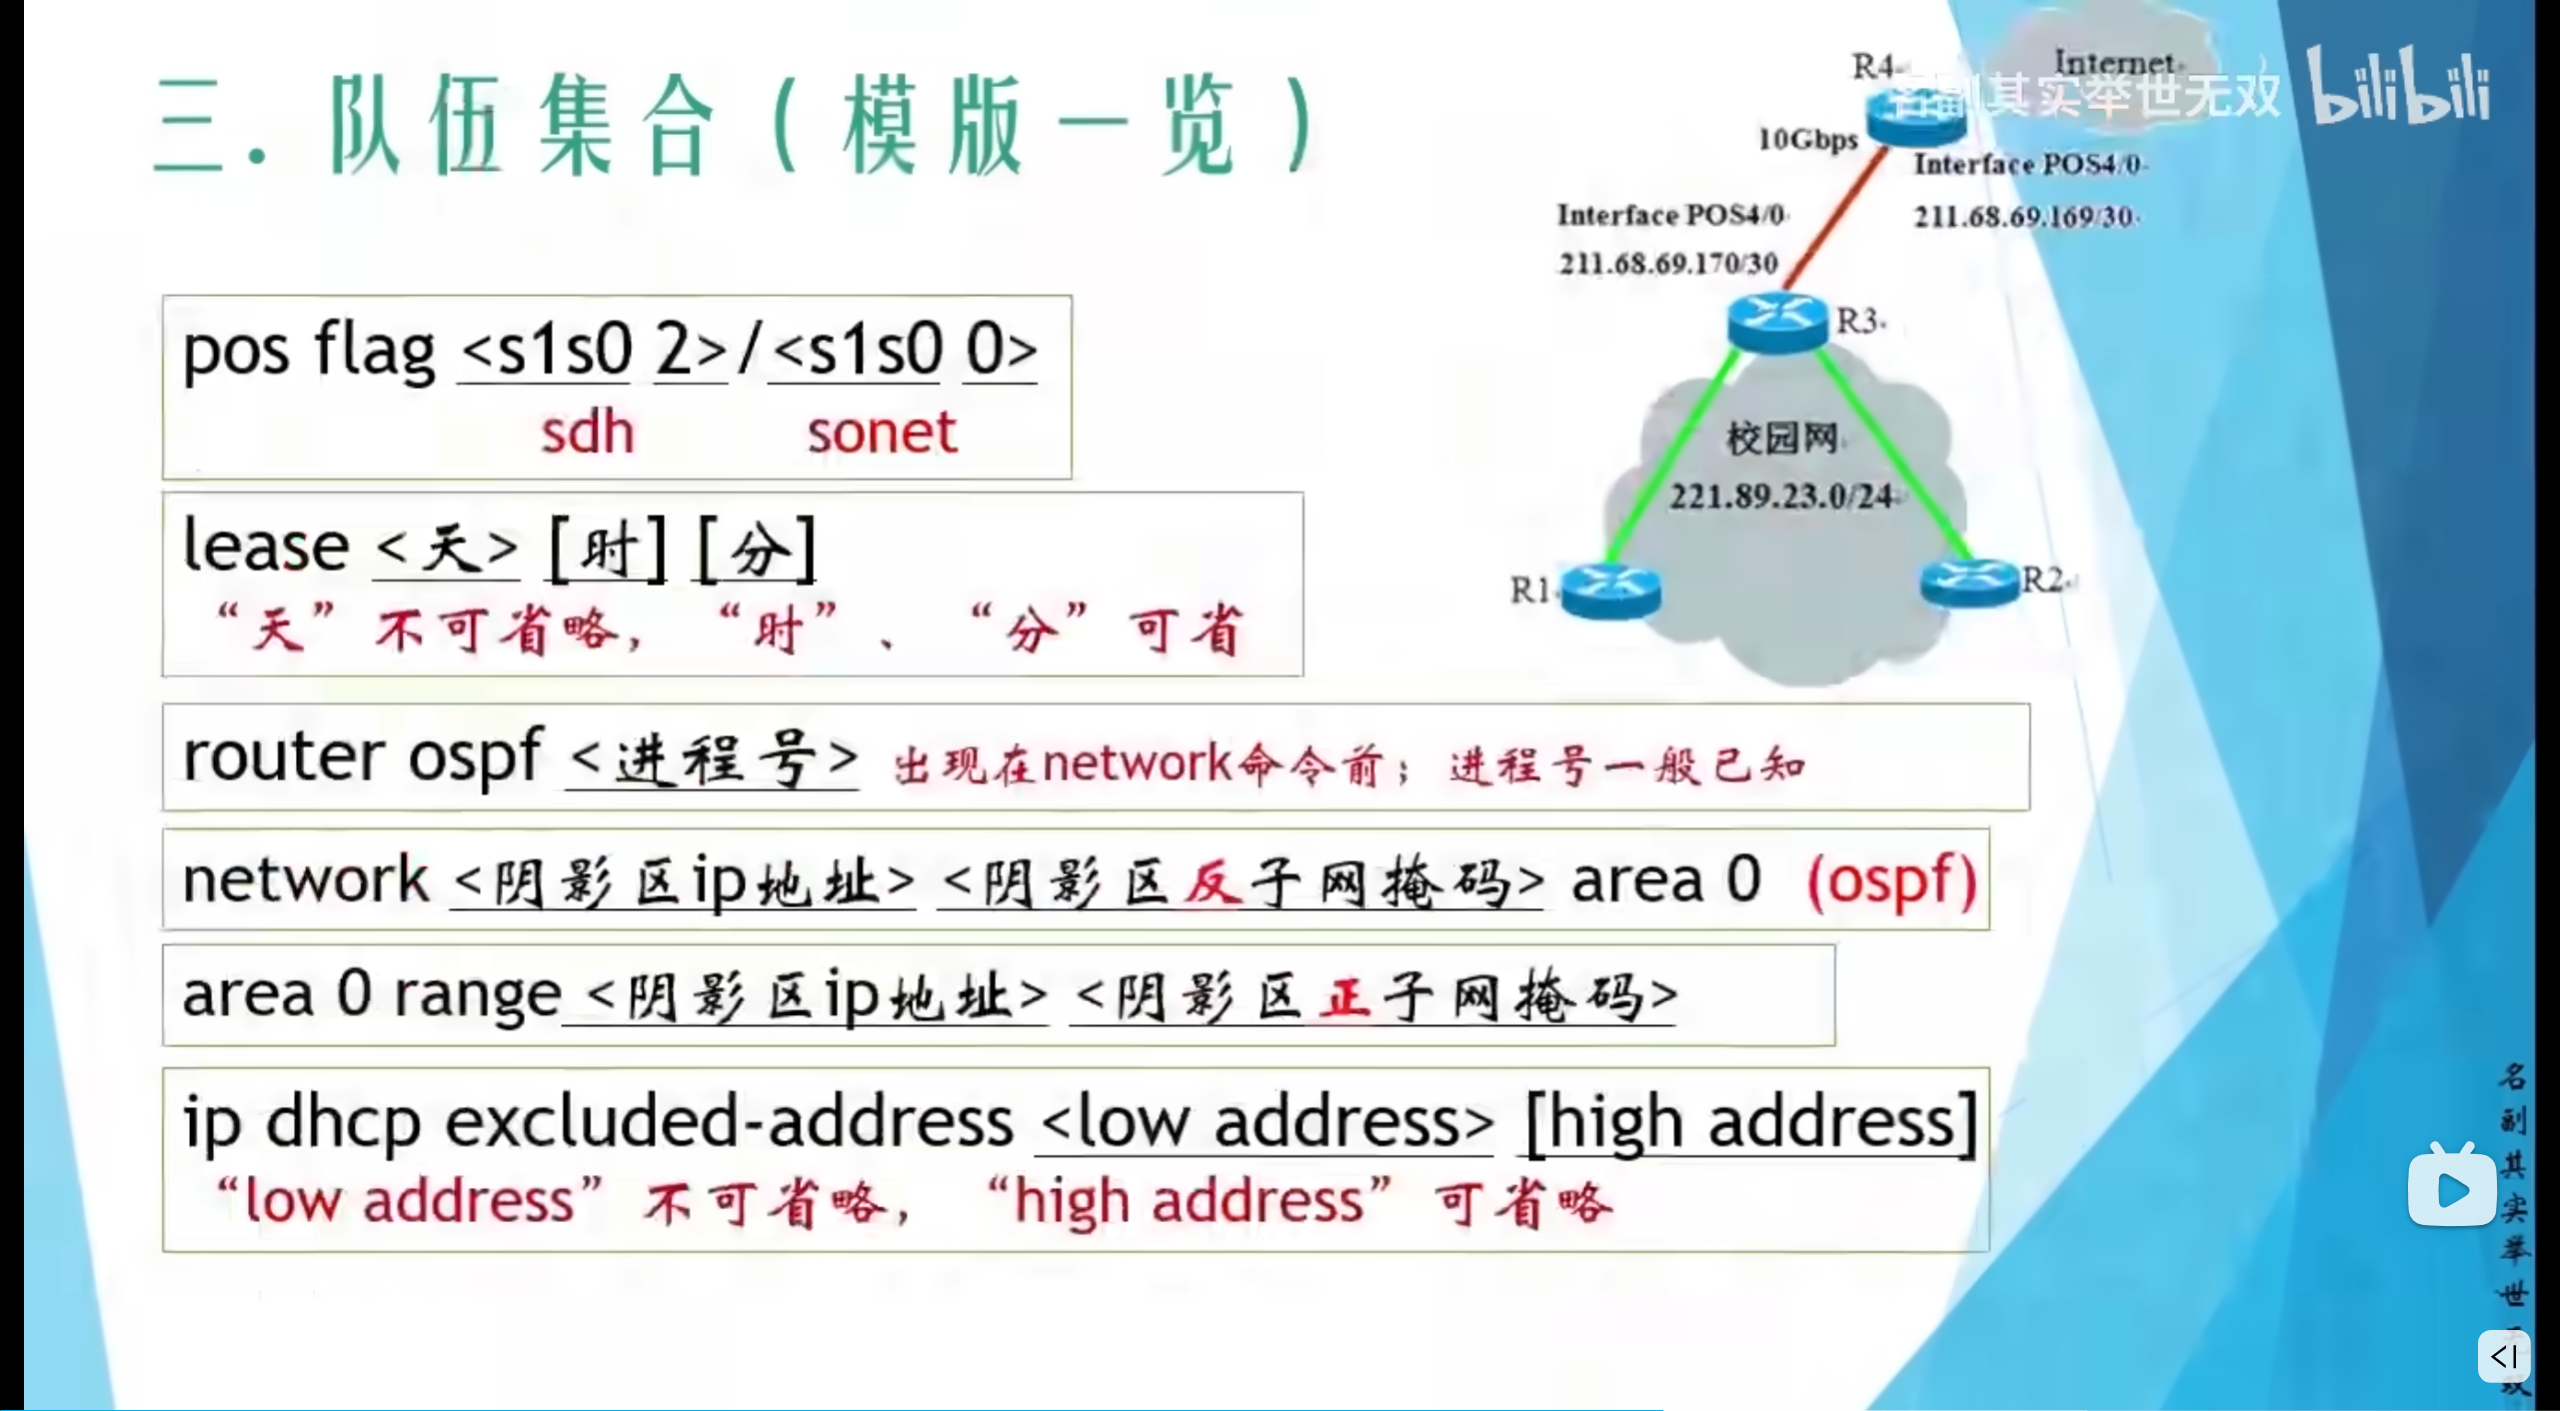 三.队伍集合(模版一览)
R4
Internet
名副其实举世无双
bilibili
10Gbps
Interface POS4/0
211.68.69.169/30
Interface POS4/0
211.68.69.170/30
R3
校园网
221.89.23.0/24
R1
R2
pos flag <s1s0 2>/<s1s0 0>
sdh sonet
lease <天> [时] [分]
“天”不可省略，“时”、“分”可省
router ospf <进程号> 出现在network命令前；进程号一般已知
network <阴影区ip地址> <阴影区反子网掩码> area 0 (ospf)
area 0 range <阴影区ip地址> <阴影区正子网掩码>
ip dhcp excluded-address <low address> [high address]
“low address”不可省略，“high address”可省略
名副其实举世无双